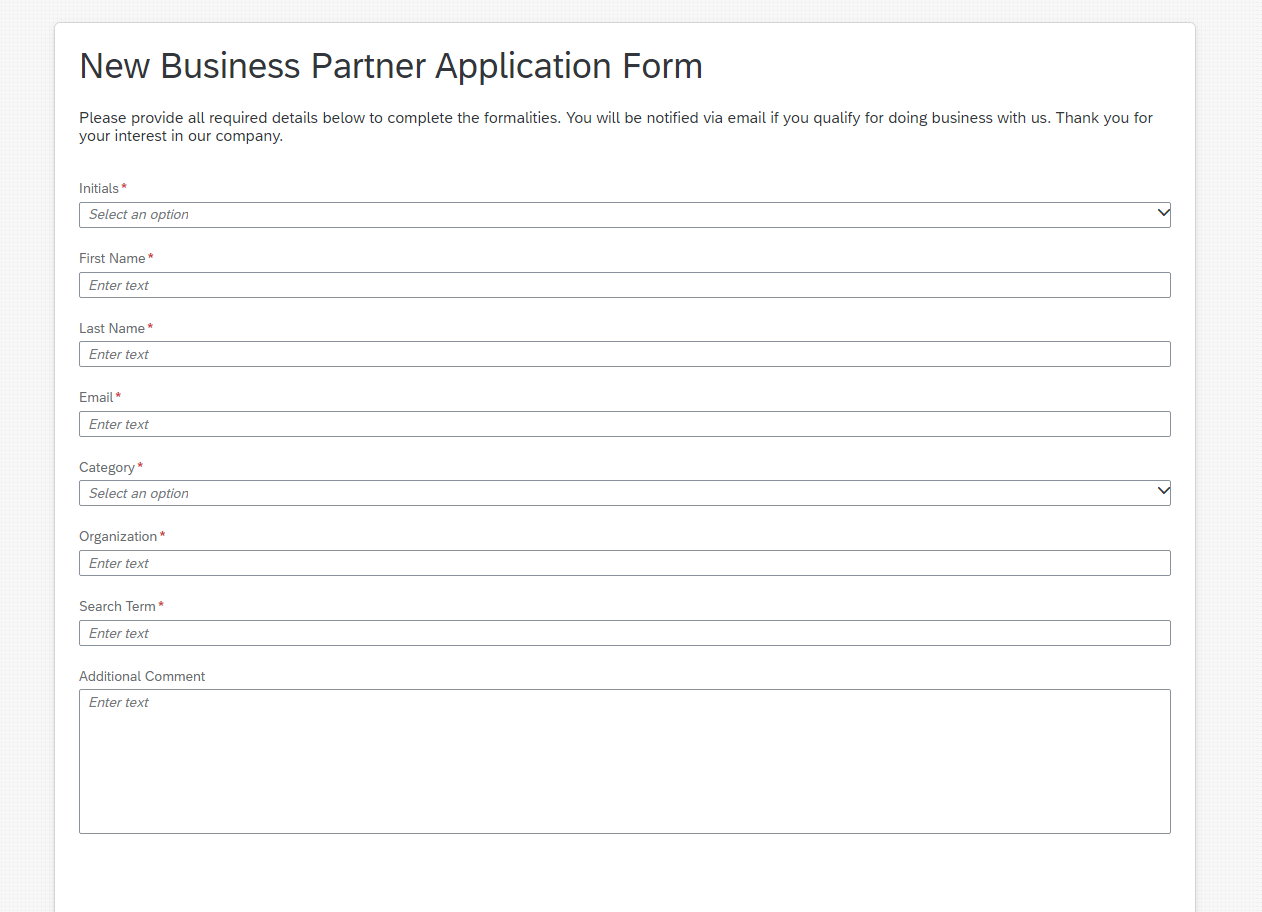 New Business Partner Application Form
Please provide all required details below to complete the formalities. You will be notified via email if you qualify for doing business with us. Thank you for
your interest in our company.
Initials*
Select an option
First Name*
Enter text
Last Name*
Enter text
Email*
Enter text
Category*
Select an option
Organization*
Enter text
Search Term*
Enter text
Additional Comment
Enter text